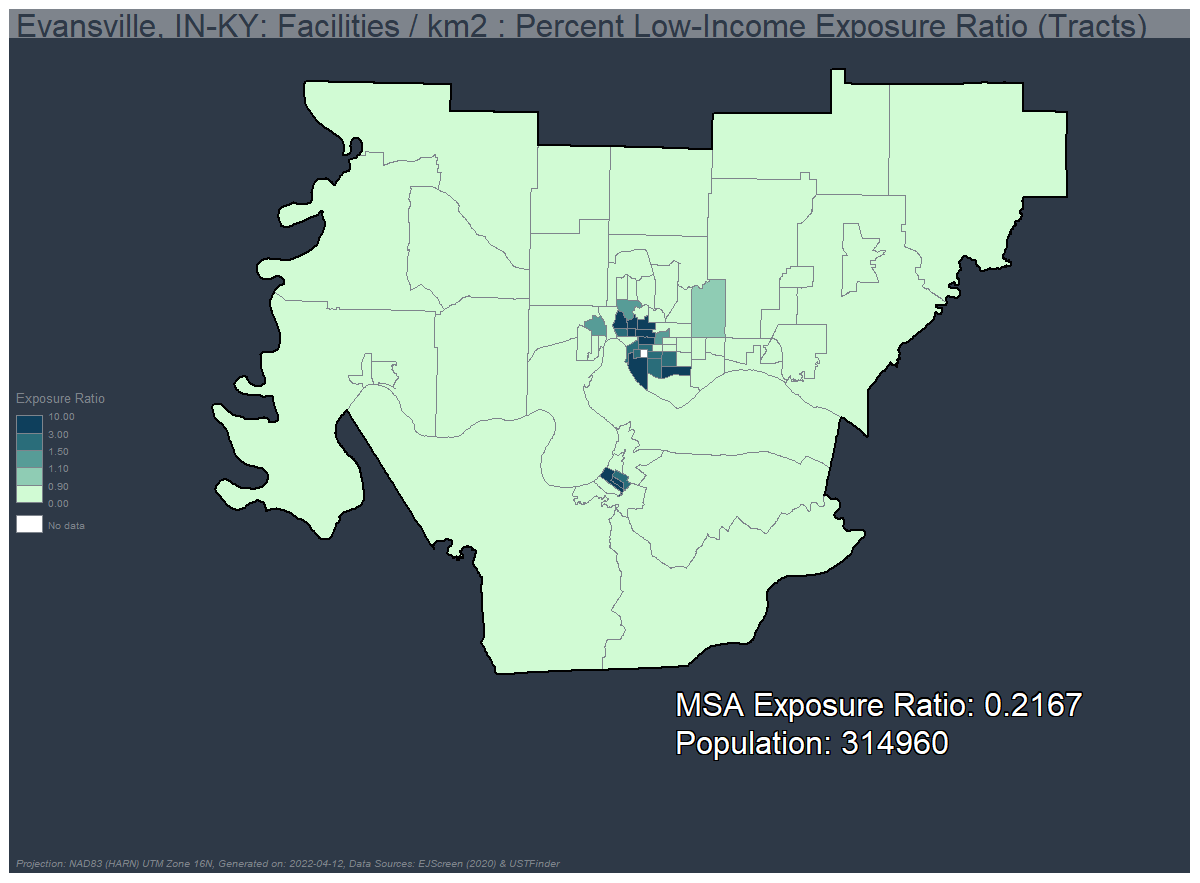 Evansville, IN-KY: Facilities / km2 : Percent Low-Income Exposure Ratio (Tracts)
Exposure Ratio
10.00
3.00
1.50
1.10
0.90
0.00
No data
MSA Exposure Ratio: 0.2167
Population: 314960
Projection: NAD83 (HARN) UTM Zone 16N, Generated on: 2022-04-12, Data Sources: EJScreen (2020) & USTFinder